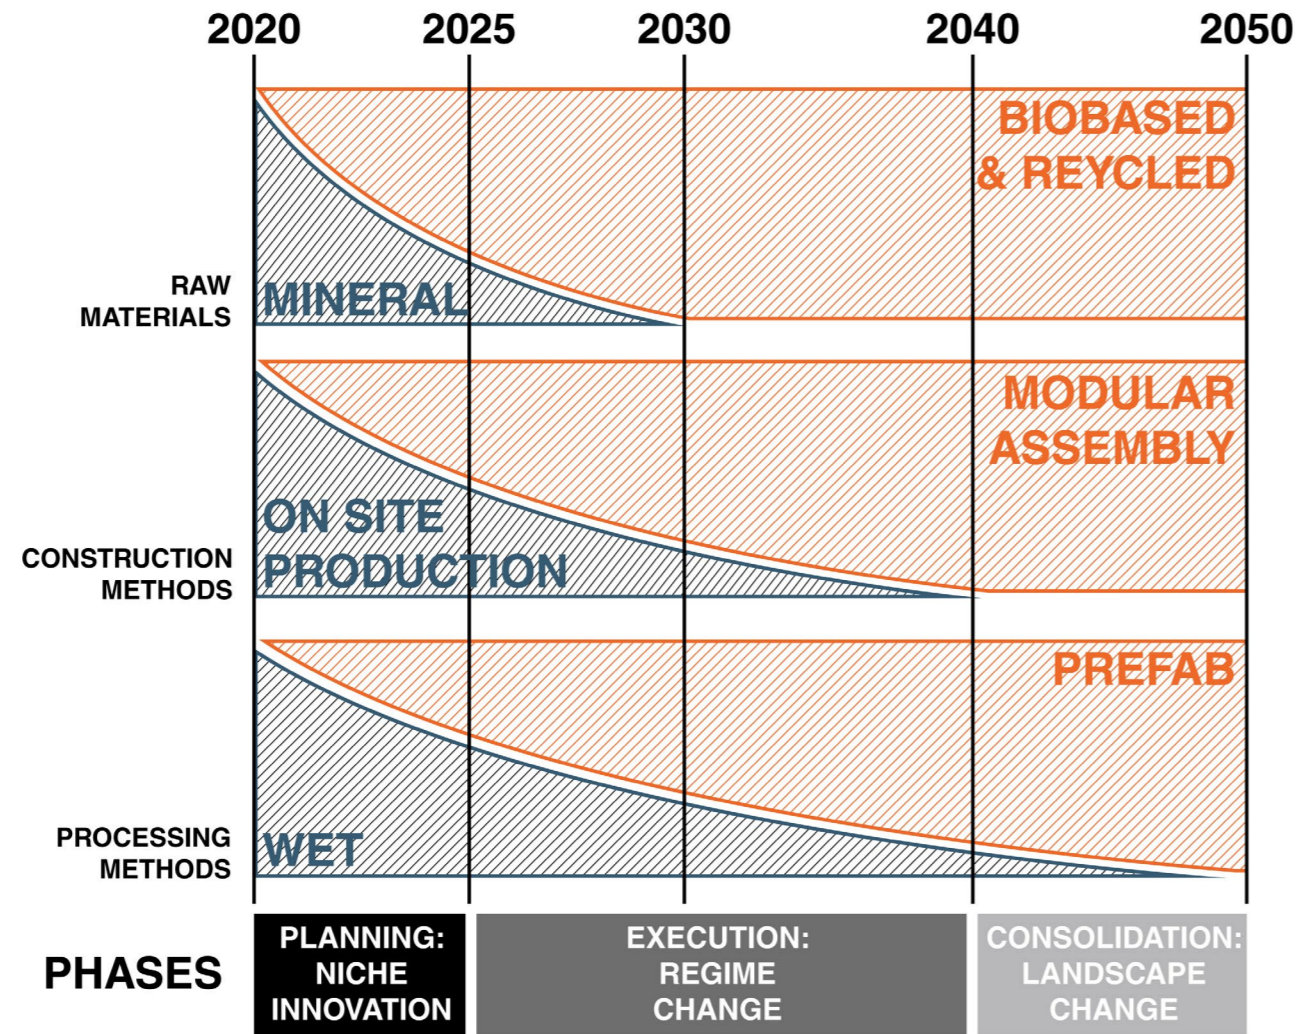 2020 2025 2030 2040 2050
BIOBASED
& REYCLED
RAW
MATERIALS
MINERAL
MODULAR
ASSEMBLY
ON SITE
PRODUCTION
CONSTRUCTION
METHODS
PREFAB
PROCESSING
METHODS
WET
PHASES
PLANNING:
NICHE
INNOVATION
EXECUTION:
REGIME
CHANGE
CONSOLIDATION:
LANDSCAPE
CHANGE